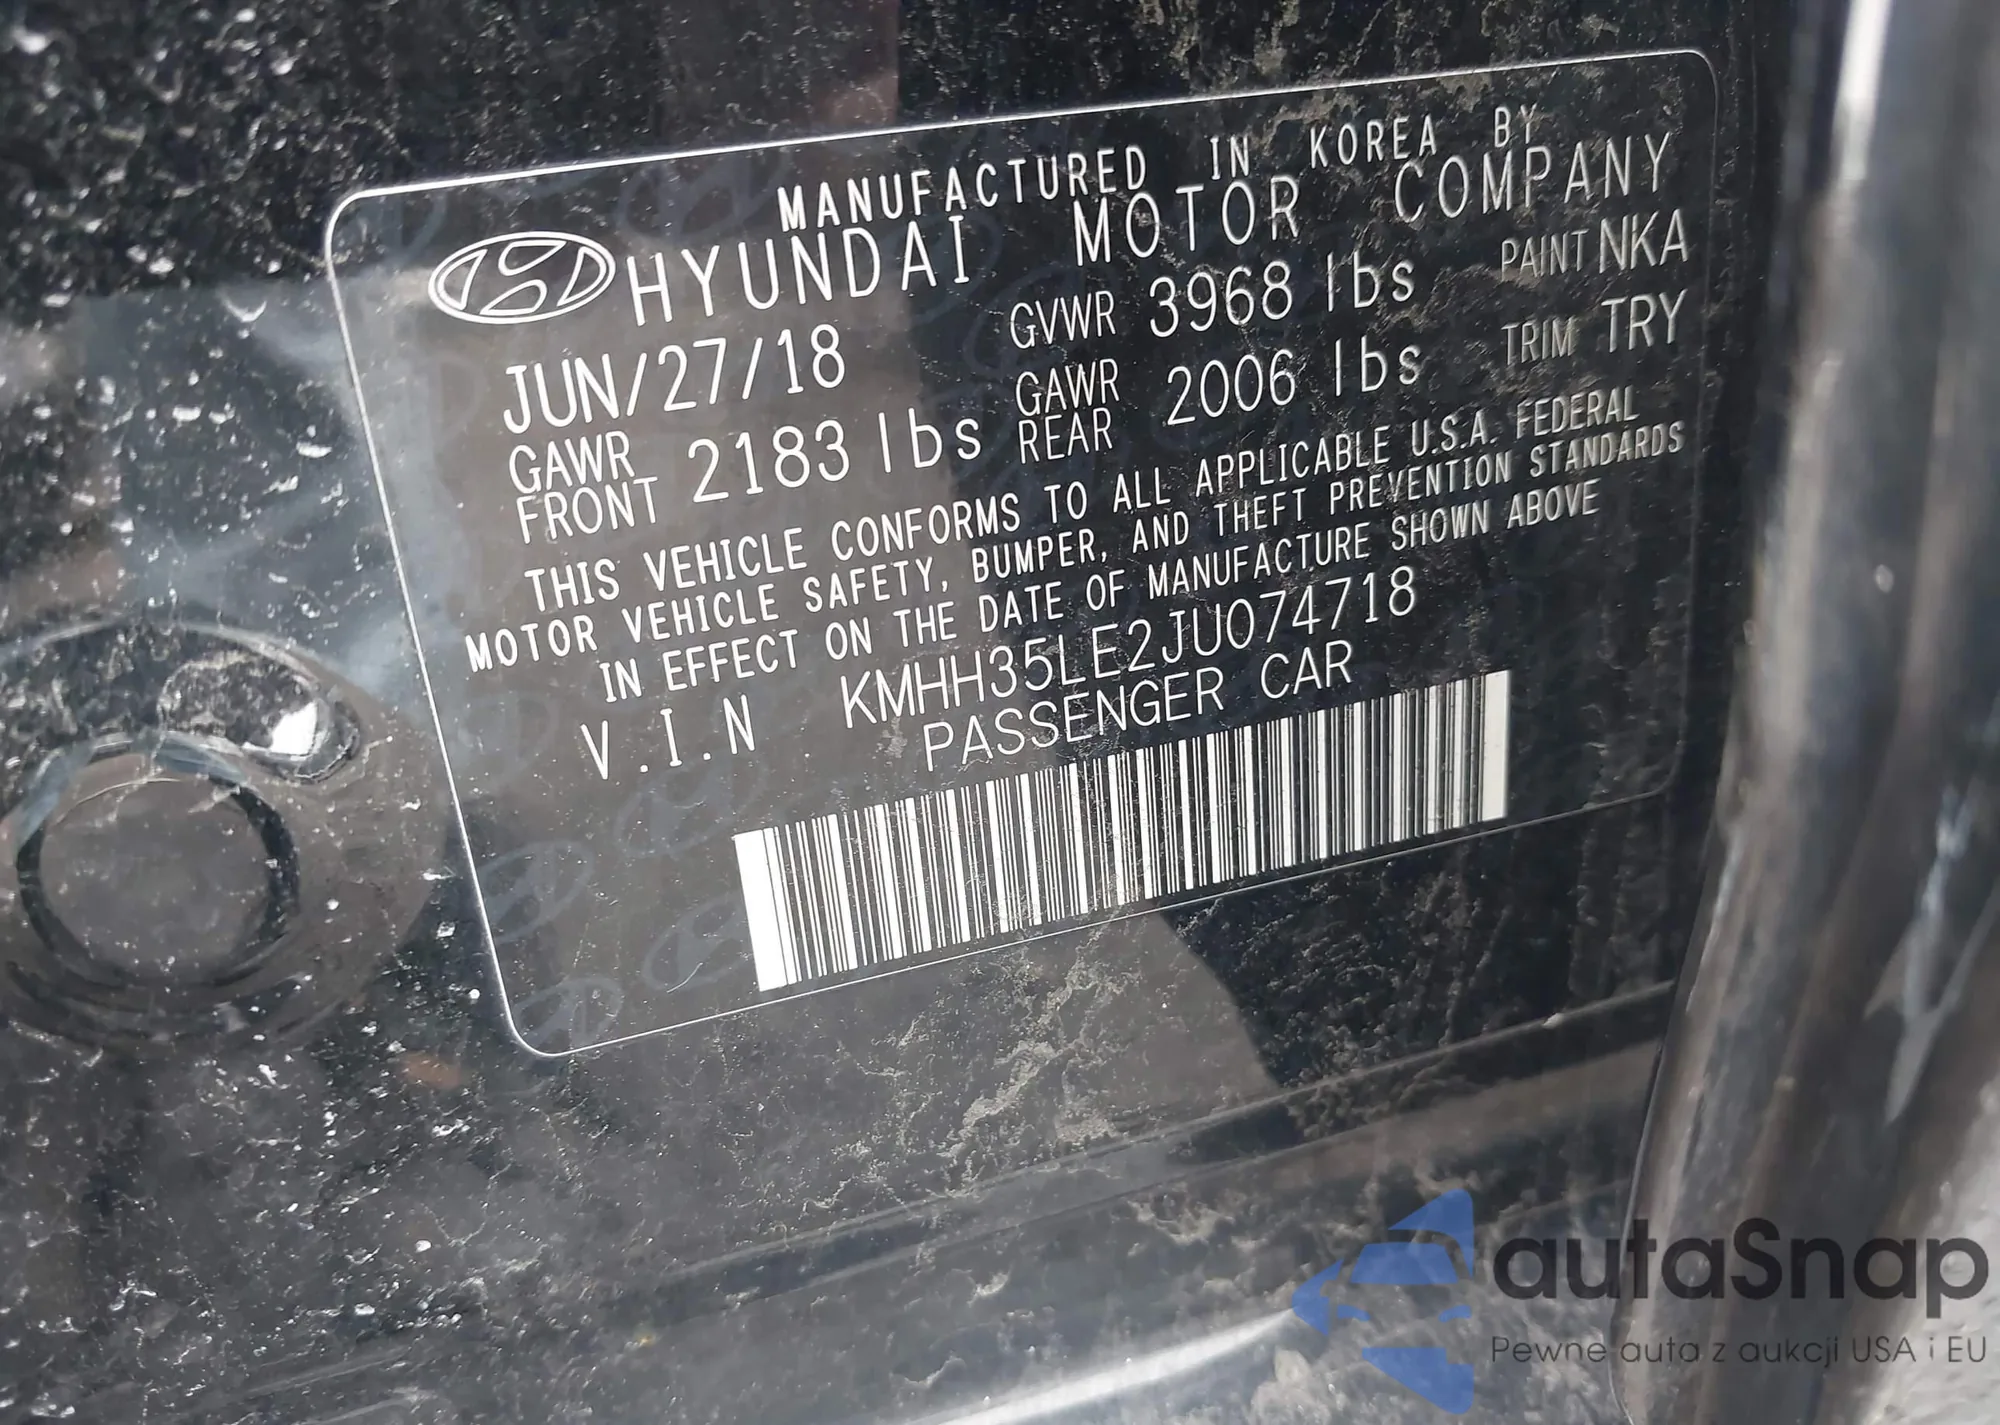 MANUFACTURED IN KOREA BY
HYUNDAI MOTOR COMPANY
JUN/27/18 GVWR 3968 lbs PAINT NKA
GAWR FRONT 2183 lbs GAWR REAR 2006 lbs TRIM TRY
THIS VEHICLE CONFORMS TO ALL APPLICABLE U.S.A. FEDERAL
MOTOR VEHICLE SAFETY, BUMPER, AND THEFT PREVENTION STANDARDS
IN EFFECT ON THE DATE OF MANUFACTURE SHOWN ABOVE
V.I.N KMHH35LE2JU074718
PASSENGER CAR
autaSnap
Pewne auta z aukcji USA i EU